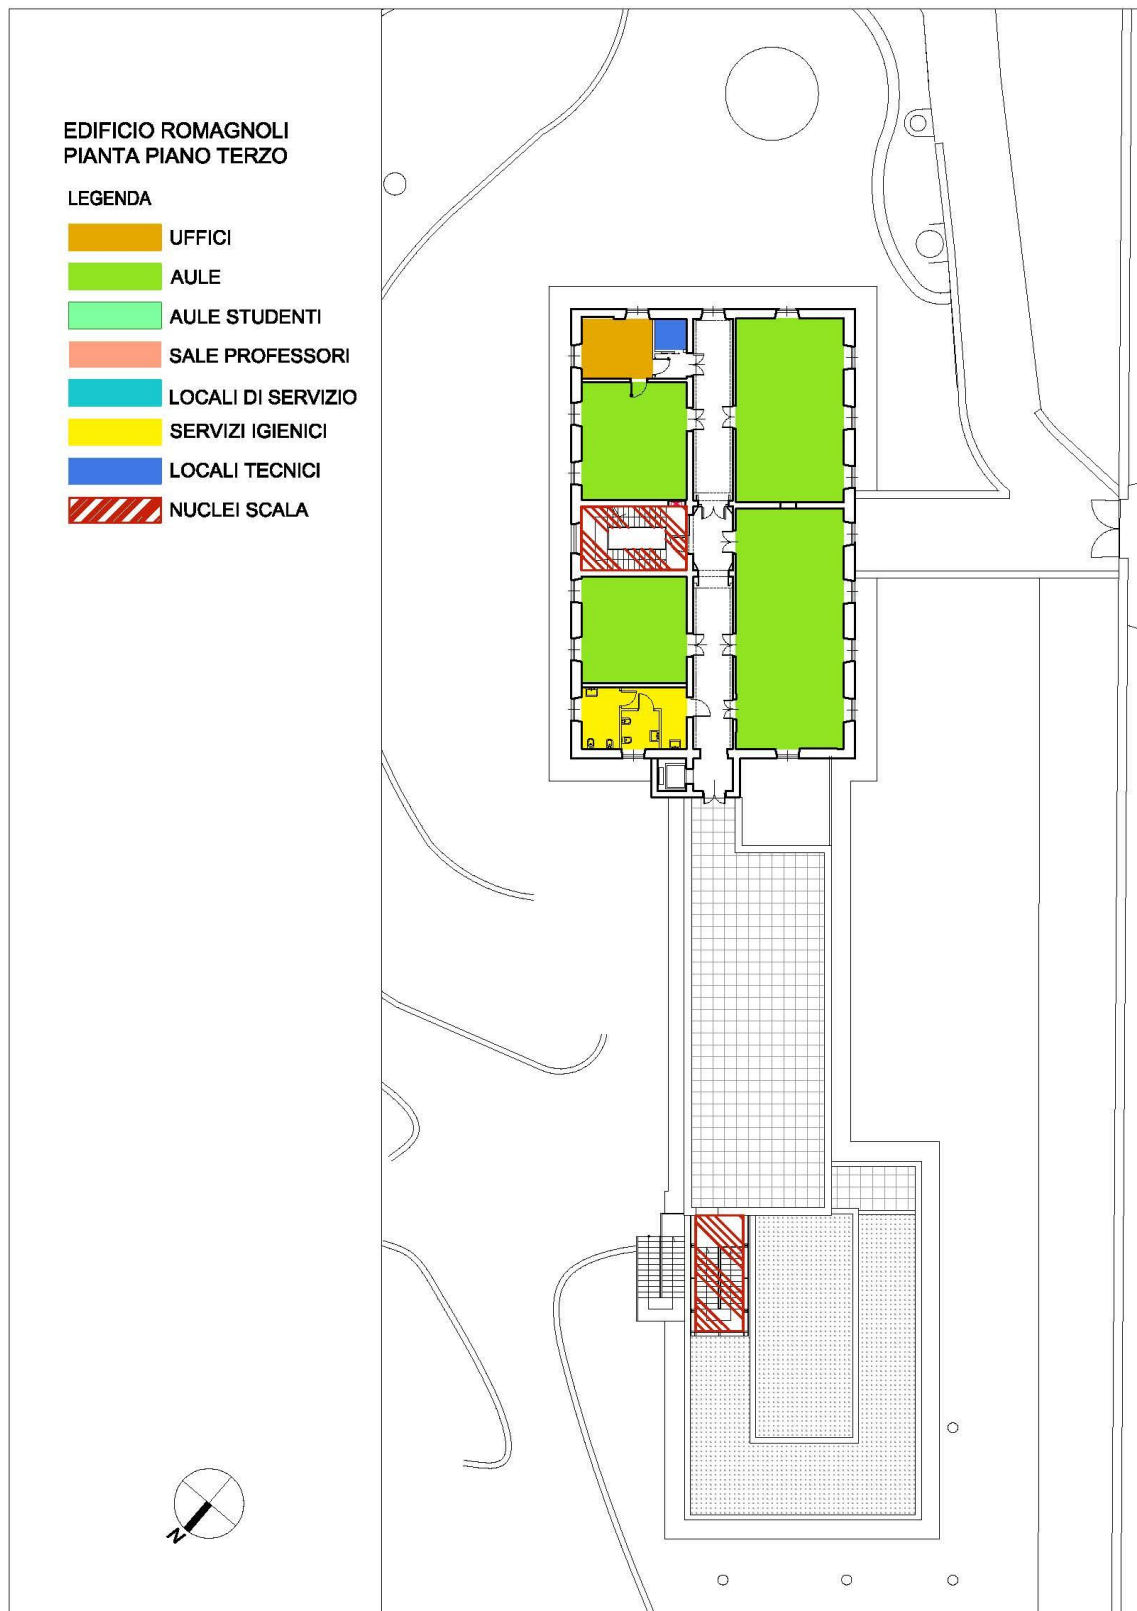 EDIFICIO ROMAGNOLI
PIANTA PIANO TERZO
LEGENDA
UFFICI
AULE
AULE STUDENTI
SALE PROFESSORI
LOCALI DI SERVIZIO
SERVIZI IGIENICI
LOCALI TECNICI
NUCLEI SCALA
N